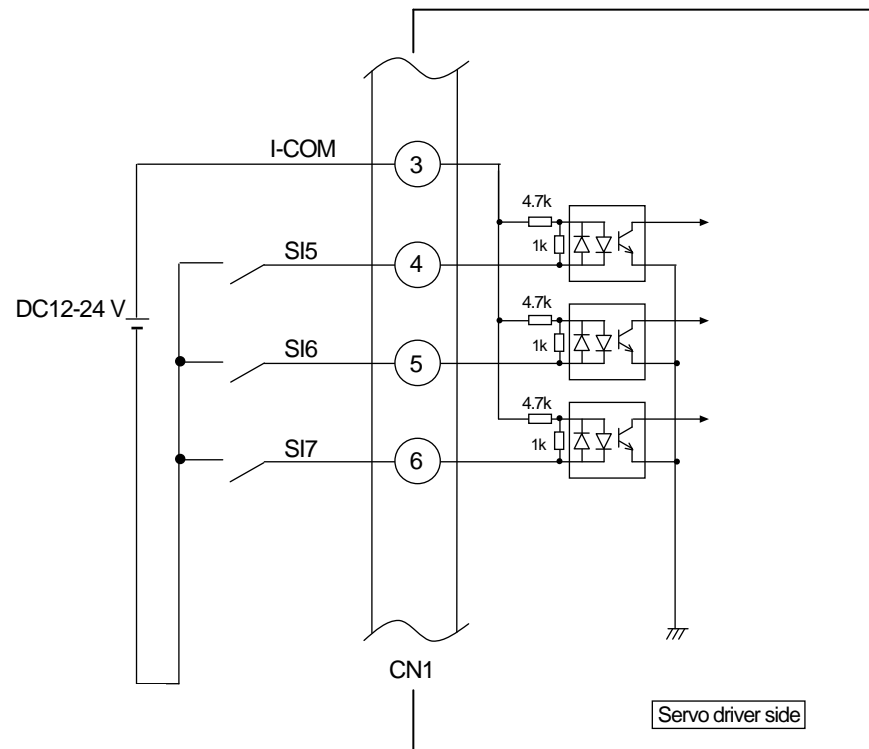 I-COM
3
4.7k
1k
SI5
4
DC12-24 V
4.7k
1k
SI6
5
4.7k
1k
SI7
6
CN1
Servo driver side